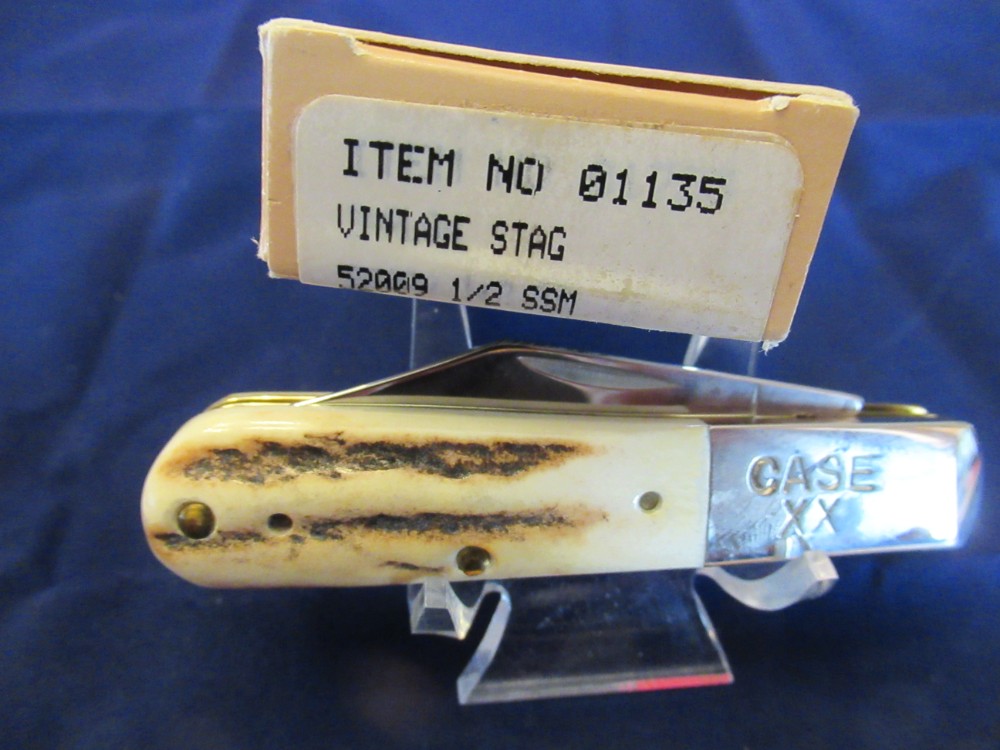 ITEM NO 01135
VINTAGE STAG
52009 1/2 SSM
CASE
XX